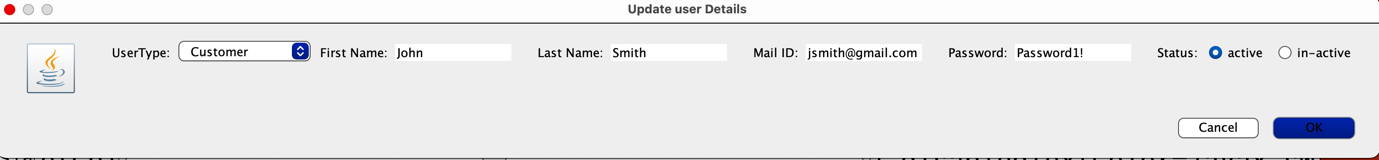 Update user Details
UserType: Customer First Name: John Last Name: Smith Mail ID: jsmith@gmail.com Password: Password1! Status: active in-active
Cancel OK